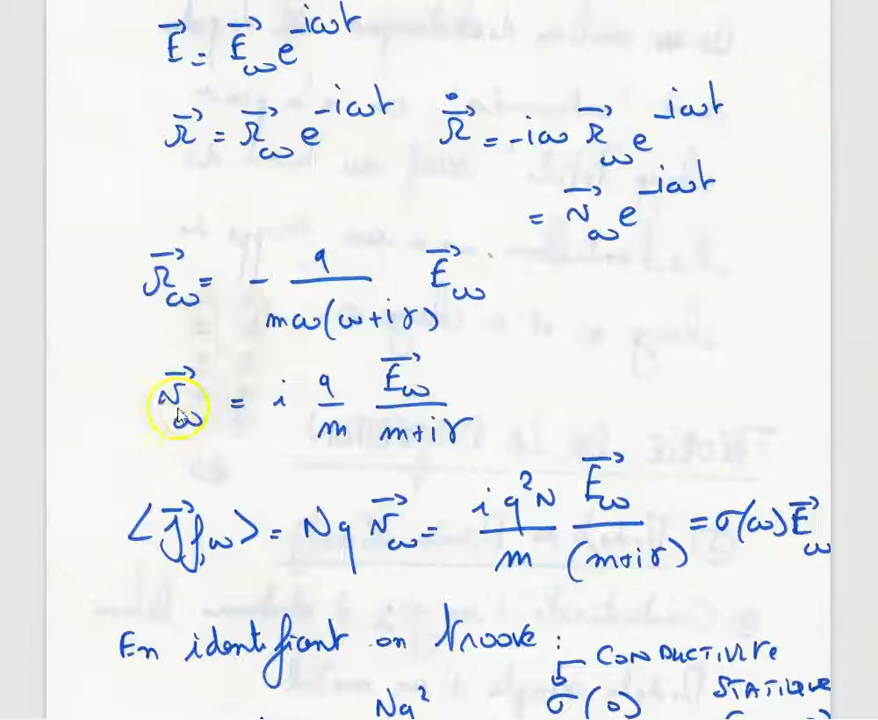 E⃗ = E⃗_ω e^{-iωt}
r⃗ = r⃗_ω e^{-iωt} r⃗̇ = -iω r⃗_ω e^{-iωt}
= v⃗_ω e^{-iωt}
r⃗_ω = - q / mω(ω+iγ) E⃗_ω
v⃗_ω = i q/m E⃗_ω / m+iγ
<j⃗_{f,ω}> = Nq v⃗_ω = i q²N / m E⃗_ω / (m+iγ) = σ(ω) E⃗_ω
En identifiant on trouve :
CONDUCTIVITE
STATIQUE
Nq² σ(0)